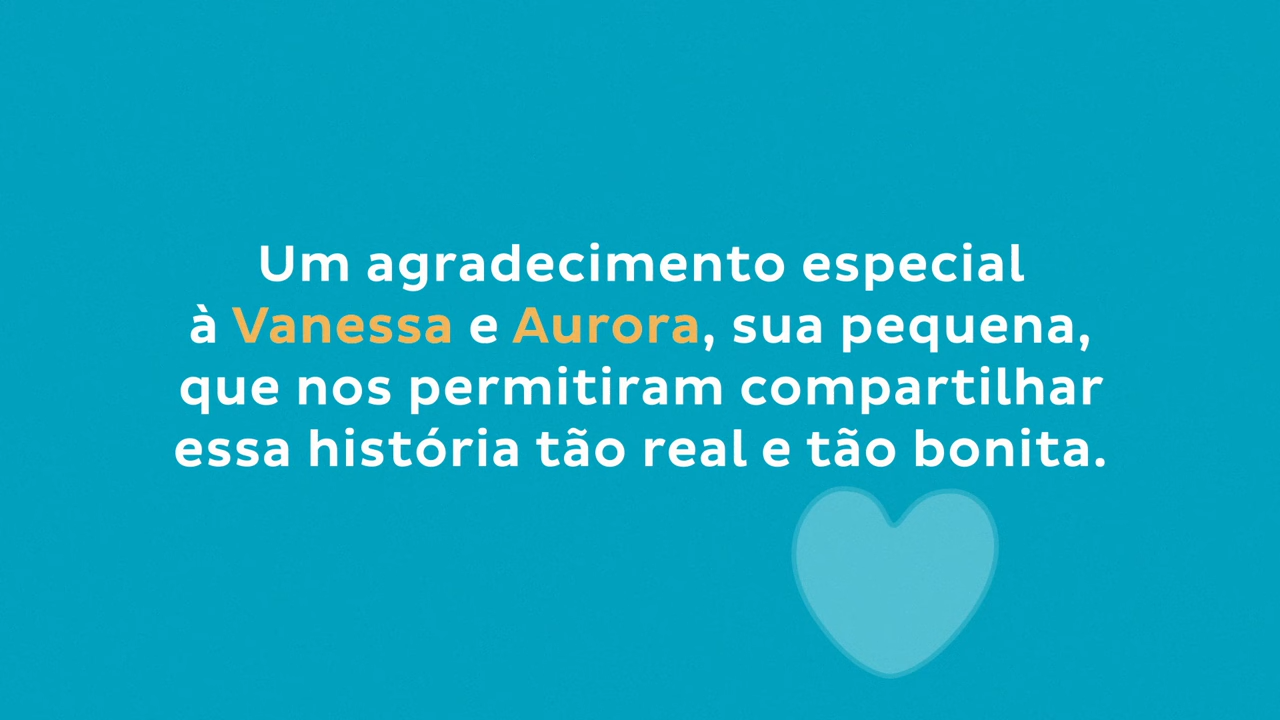 Um agradecimento especial
à Vanessa e Aurora, sua pequena,
que nos permitiram compartilhar
essa história tão real e tão bonita.